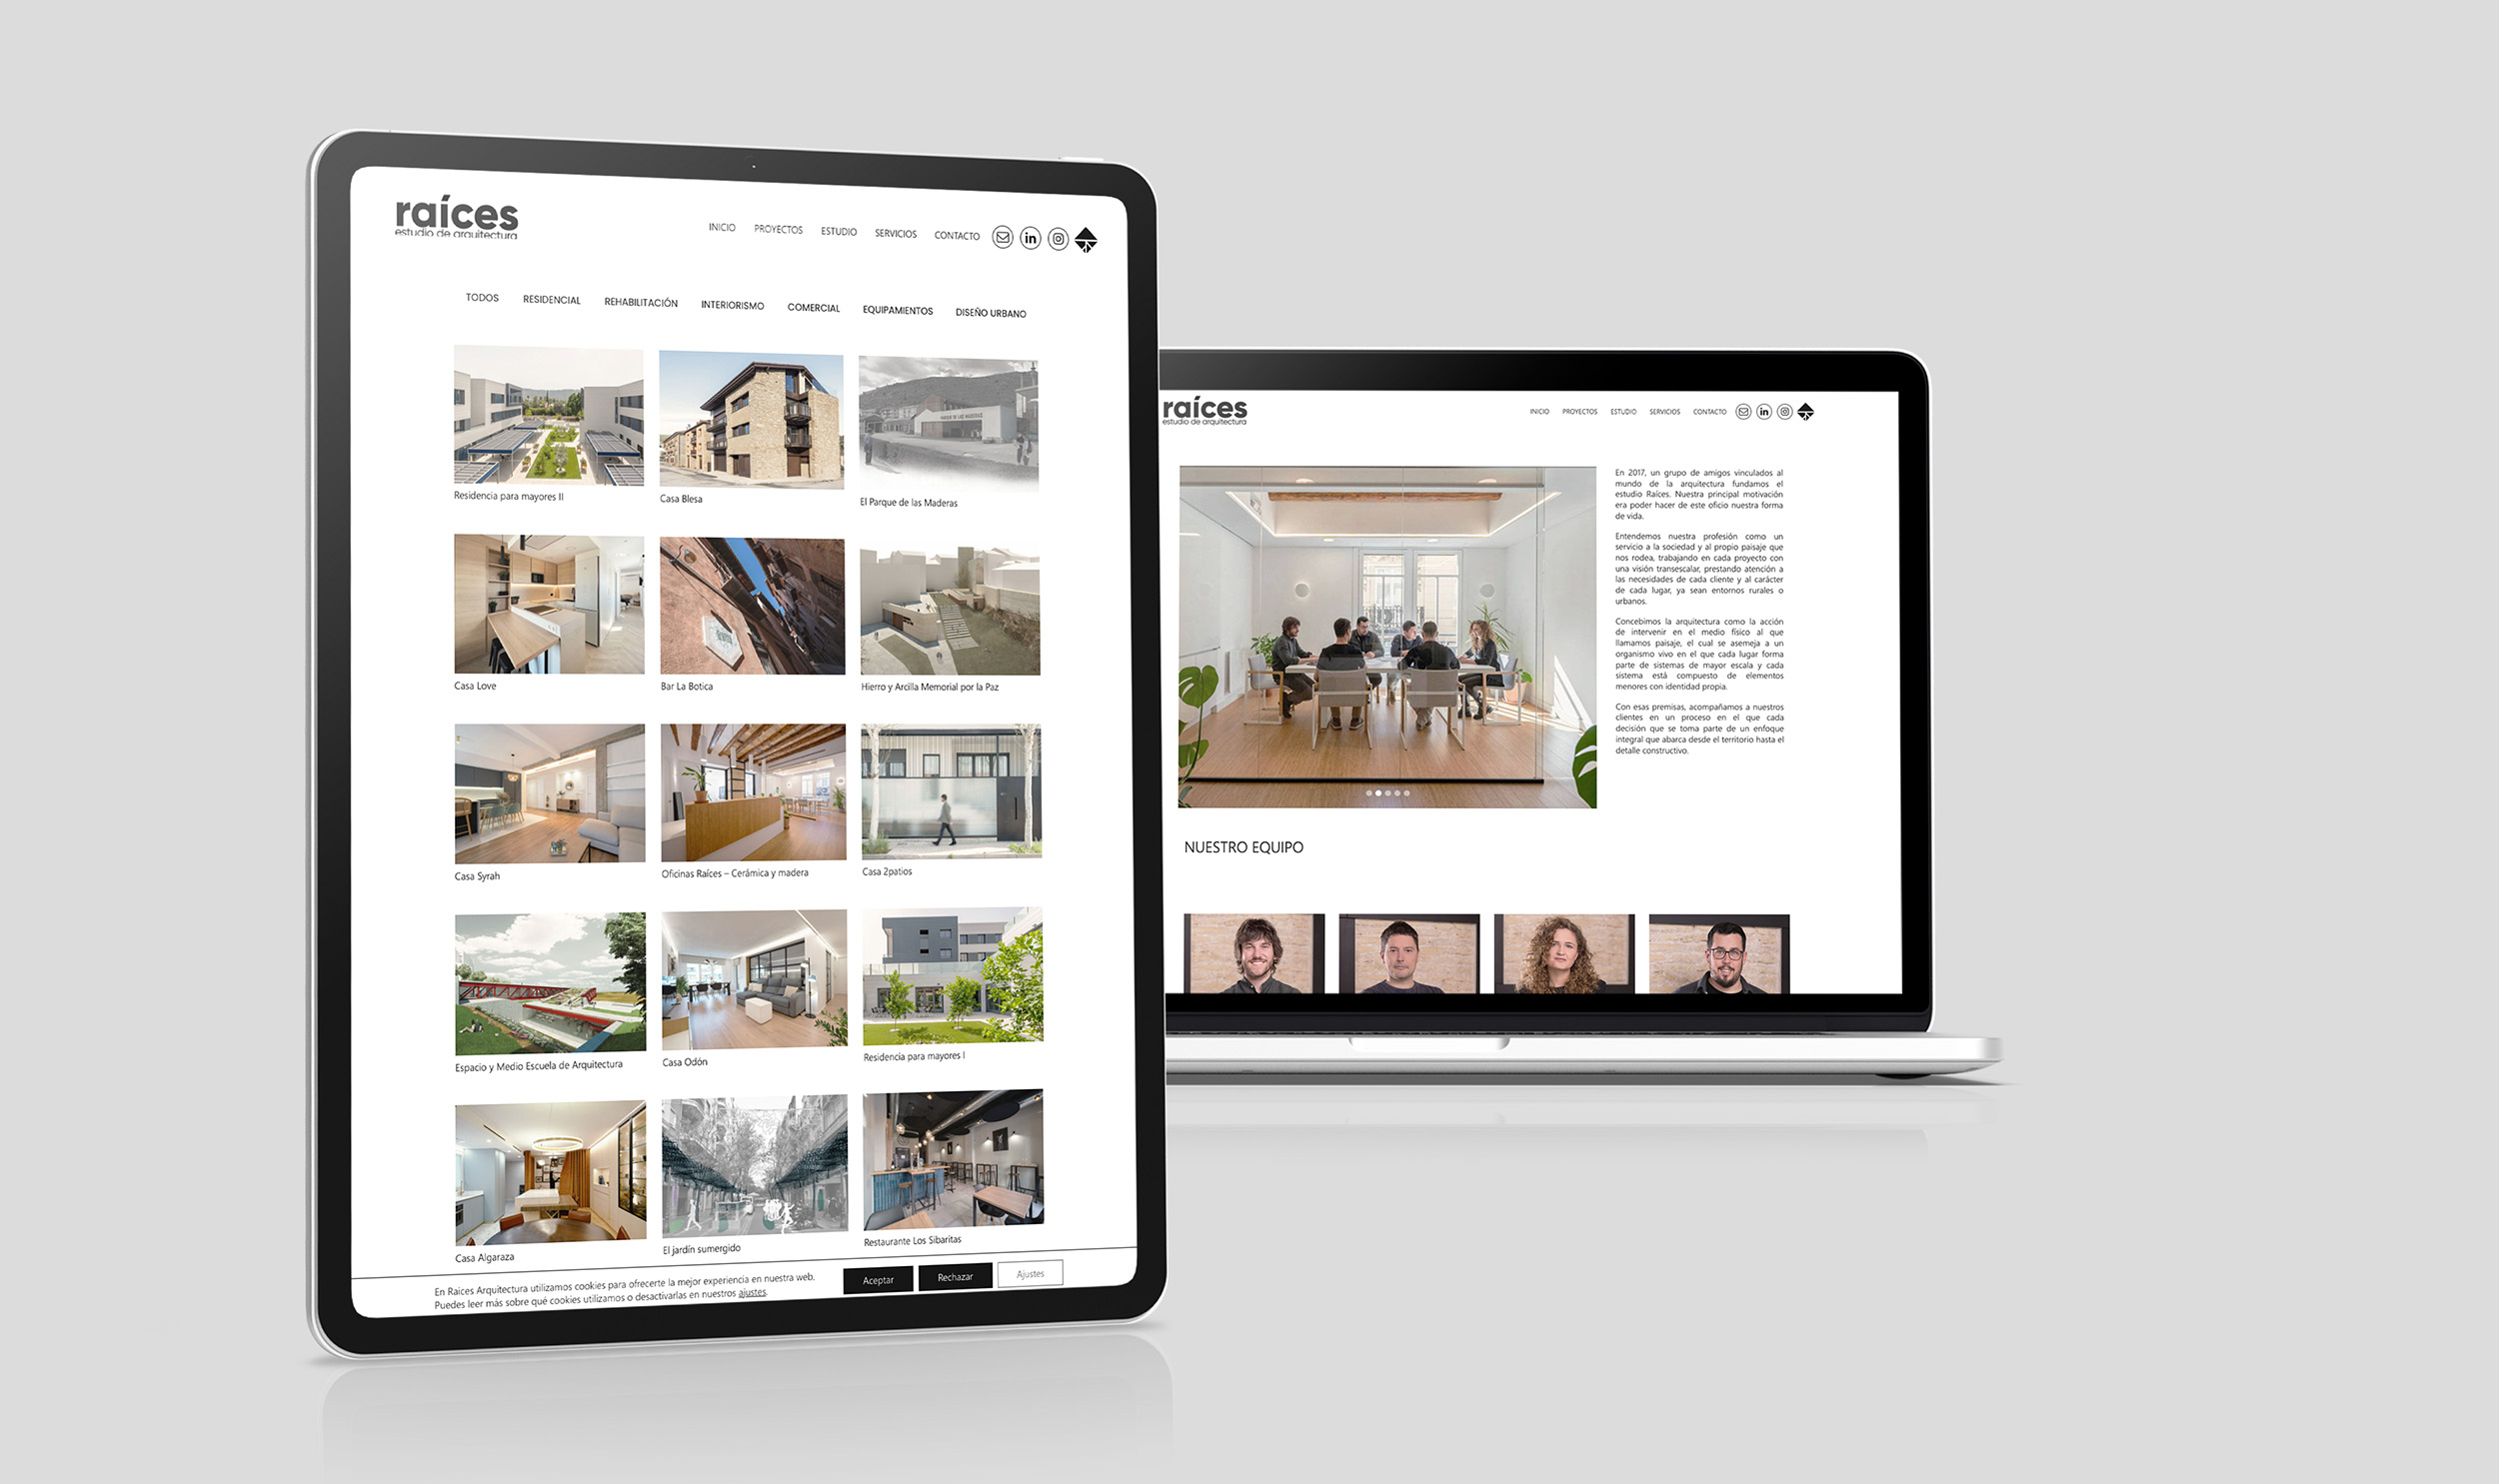 raíces
estudio de arquitectura
INICIO PROYECTOS ESTUDIO SERVICIOS CONTACTO
TODOS RESIDENCIAL REHABILITACIÓN INTERIORISMO COMERCIAL EQUIPAMIENTOS DISEÑO URBANO
Residencia para mayores II
Casa Blesa
PARQUE DE LAS MADERAS
El Parque de las Maderas
Casa Love
Bar La Botica
Hierro y Arcilla Memorial por la Paz
Casa Syrah
Oficinas Raíces – Cerámica y madera
Casa 2patios
Espacio y Medio Escuela de Arquitectura
Casa Odón
Residencia para mayores I
Casa Algaraza
El jardín sumergido
Restaurante Los Sibaritas
En Raices Arquitectura utilizamos cookies para ofrecerte la mejor experiencia en nuestra web.
Puedes leer más sobre qué cookies utilizamos o desactivarlas en nuestros ajustes.
Aceptar Rechazar Ajustes
raíces
estudio de arquitectura
INICIO PROYECTOS ESTUDIO SERVICIOS CONTACTO
En 2017, un grupo de amigos vinculados al
mundo de la arquitectura fundamos el
estudio Raíces. Nuestra principal motivación
era poder hacer de este oficio nuestra forma
de vida.
Entendemos nuestra profesión como un
servicio a la sociedad y al propio paisaje que
nos rodea, trabajando en cada proyecto con
una visión transescalar, prestando atención a
las necesidades de cada cliente y al carácter
de cada lugar, ya sean entornos rurales o
urbanos.
Concebimos la arquitectura como la acción
de intervenir en el medio físico al que
llamamos paisaje, el cual se asemeja a un
organismo vivo en el que cada lugar forma
parte de sistemas de mayor escala y cada
sistema está compuesto de elementos
menores con identidad propia.
Con esas premisas, acompañamos a nuestros
clientes en un proceso en el que cada
decisión que se toma parte de un enfoque
integral que abarca desde el territorio hasta el
detalle constructivo.
NUESTRO EQUIPO